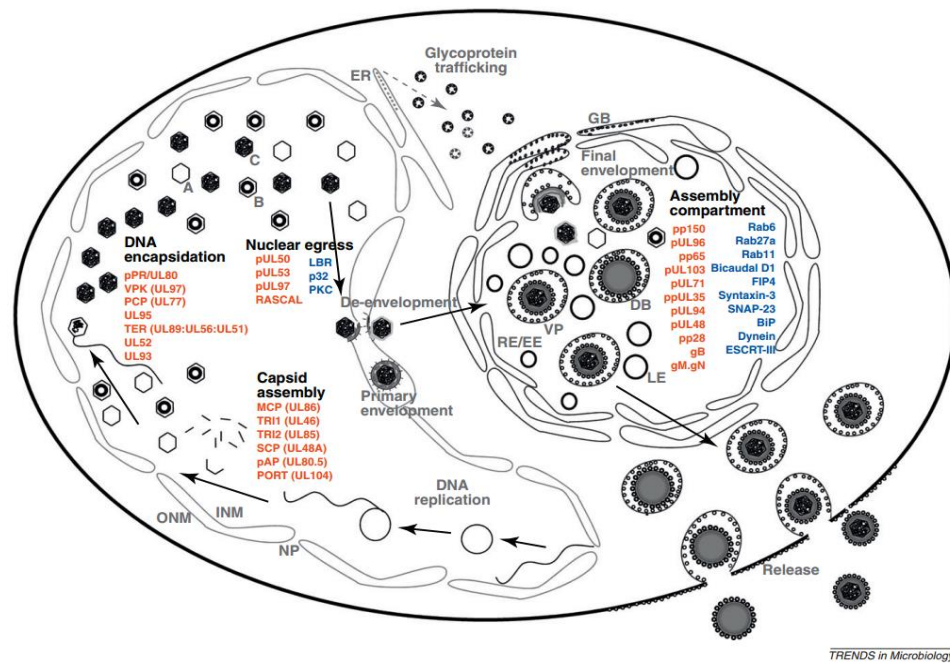 Glycoprotein
trafficking
ER
GB
Final
envelopment
C
A
B
Assembly
compartment
pp150
pUL96
pp65
pUL103
pUL71
ppUL35
pUL94
pUL48
pp28
gB
gM.gN
Rab6
Rab27a
Rab11
Bicaudal D1
FIP4
Syntaxin-3
SNAP-23
BiP
Dynein
ESCRT-III
DNA
encapsidation
pPR/UL80
VPK (UL97)
PCP (UL77)
UL95
TER (UL89:UL56:UL51)
UL52
UL93
Nuclear egress
pUL50
pUL53
pUL97
RASCAL
LBR
p32
PKC
De-envelopment
DB
VP
RE/EE
LE
Primary
envelopment
Capsid
assembly
MCP (UL86)
TRI1 (UL46)
TRI2 (UL85)
SCP (UL48A)
pAP (UL80.5)
PORT (UL104)
DNA
replication
ONM
INM
NP
Release
TRENDS in Microbiology